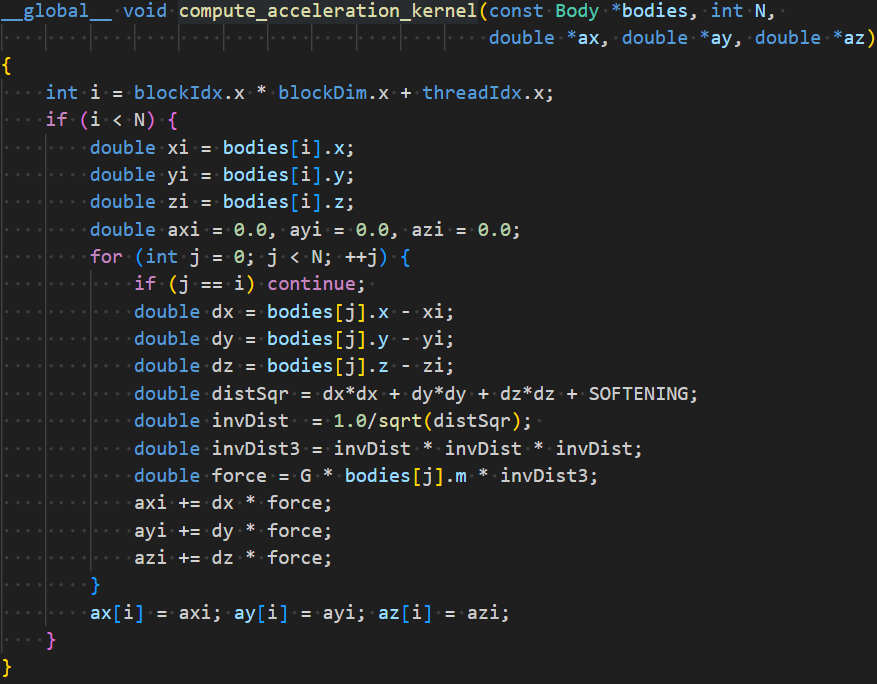 __global__ void compute_acceleration_kernel(const Body *bodies, int N,
                                            double *ax, double *ay, double *az)
{
    int i = blockIdx.x * blockDim.x + threadIdx.x;
    if (i < N) {
        double xi = bodies[i].x;
        double yi = bodies[i].y;
        double zi = bodies[i].z;
        double axi = 0.0, ayi = 0.0, azi = 0.0;
        for (int j = 0; j < N; ++j) {
            if (j == i) continue;
            double dx = bodies[j].x - xi;
            double dy = bodies[j].y - yi;
            double dz = bodies[j].z - zi;
            double distSqr = dx*dx + dy*dy + dz*dz + SOFTENING;
            double invDist  = 1.0/sqrt(distSqr);
            double invDist3 = invDist * invDist * invDist;
            double force = G * bodies[j].m * invDist3;
            axi += dx * force;
            ayi += dy * force;
            azi += dz * force;
        }
        ax[i] = axi; ay[i] = ayi; az[i] = azi;
    }
}